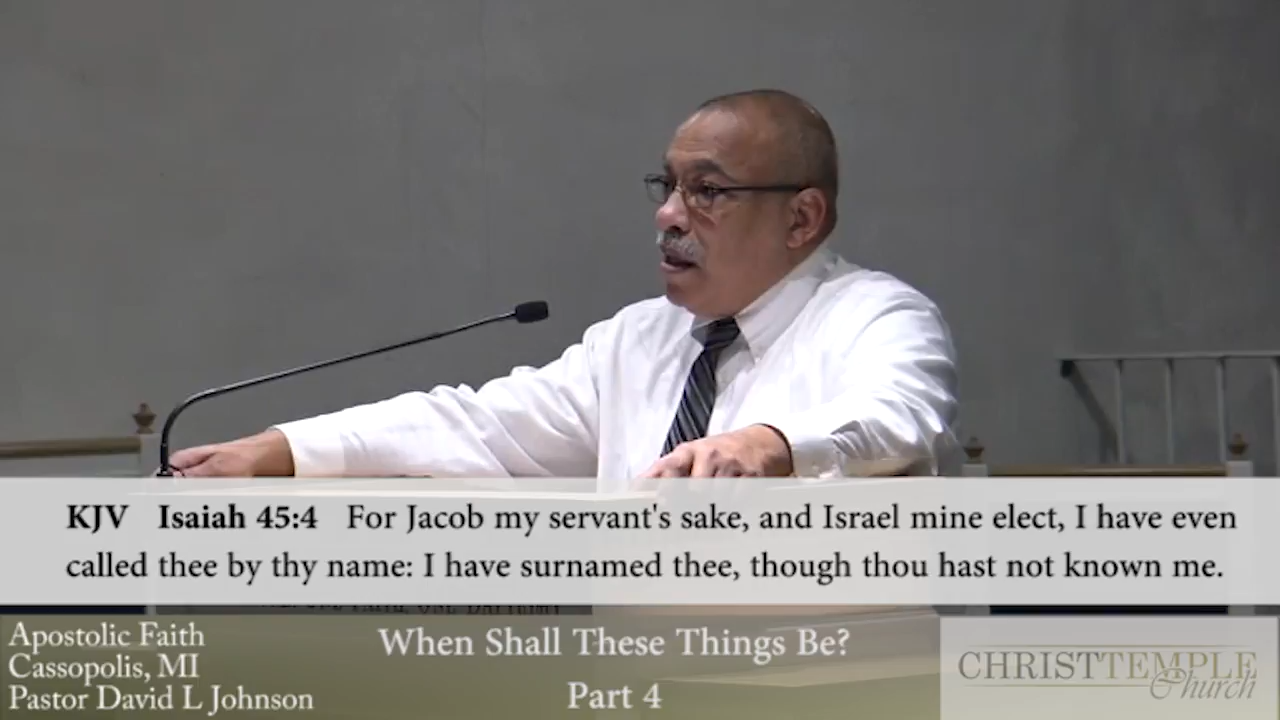 KJV Isaiah 45:4 For Jacob my servant's sake, and Israel mine elect, I have even
called thee by thy name: I have surnamed thee, though thou hast not known me.
Apostolic Faith
Cassopolis, MI
Pastor David L Johnson
When Shall These Things Be?
Part 4
CHRISTTEMPLE
Church